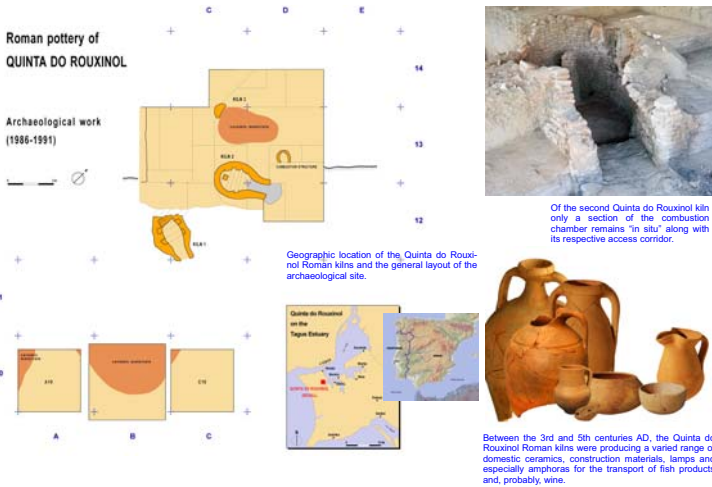 Roman pottery of
QUINTA DO ROUXINOL
Archaeological work
(1986-1991)
C D E
14
13
12
KILN 3
KILN 2
COMBUSTION STRUCTURE
KILN 1
A B C
Geographic location of the Quinta do Rouxi-
nol Roman kilns and the general layout of the
archaeological site.
Quinta do Rouxinol
on the
Tagus Estuary
QUINTA DO ROUXINOL
Of the second Quinta do Rouxinol kiln
only a section of the combustion
chamber remains “in situ” along with
its respective access corridor.
Between the 3rd and 5th centuries AD, the Quinta do
Rouxinol Roman kilns were producing a varied range of
domestic ceramics, construction materials, lamps and
especially amphoras for the transport of fish products
and, probably, wine.